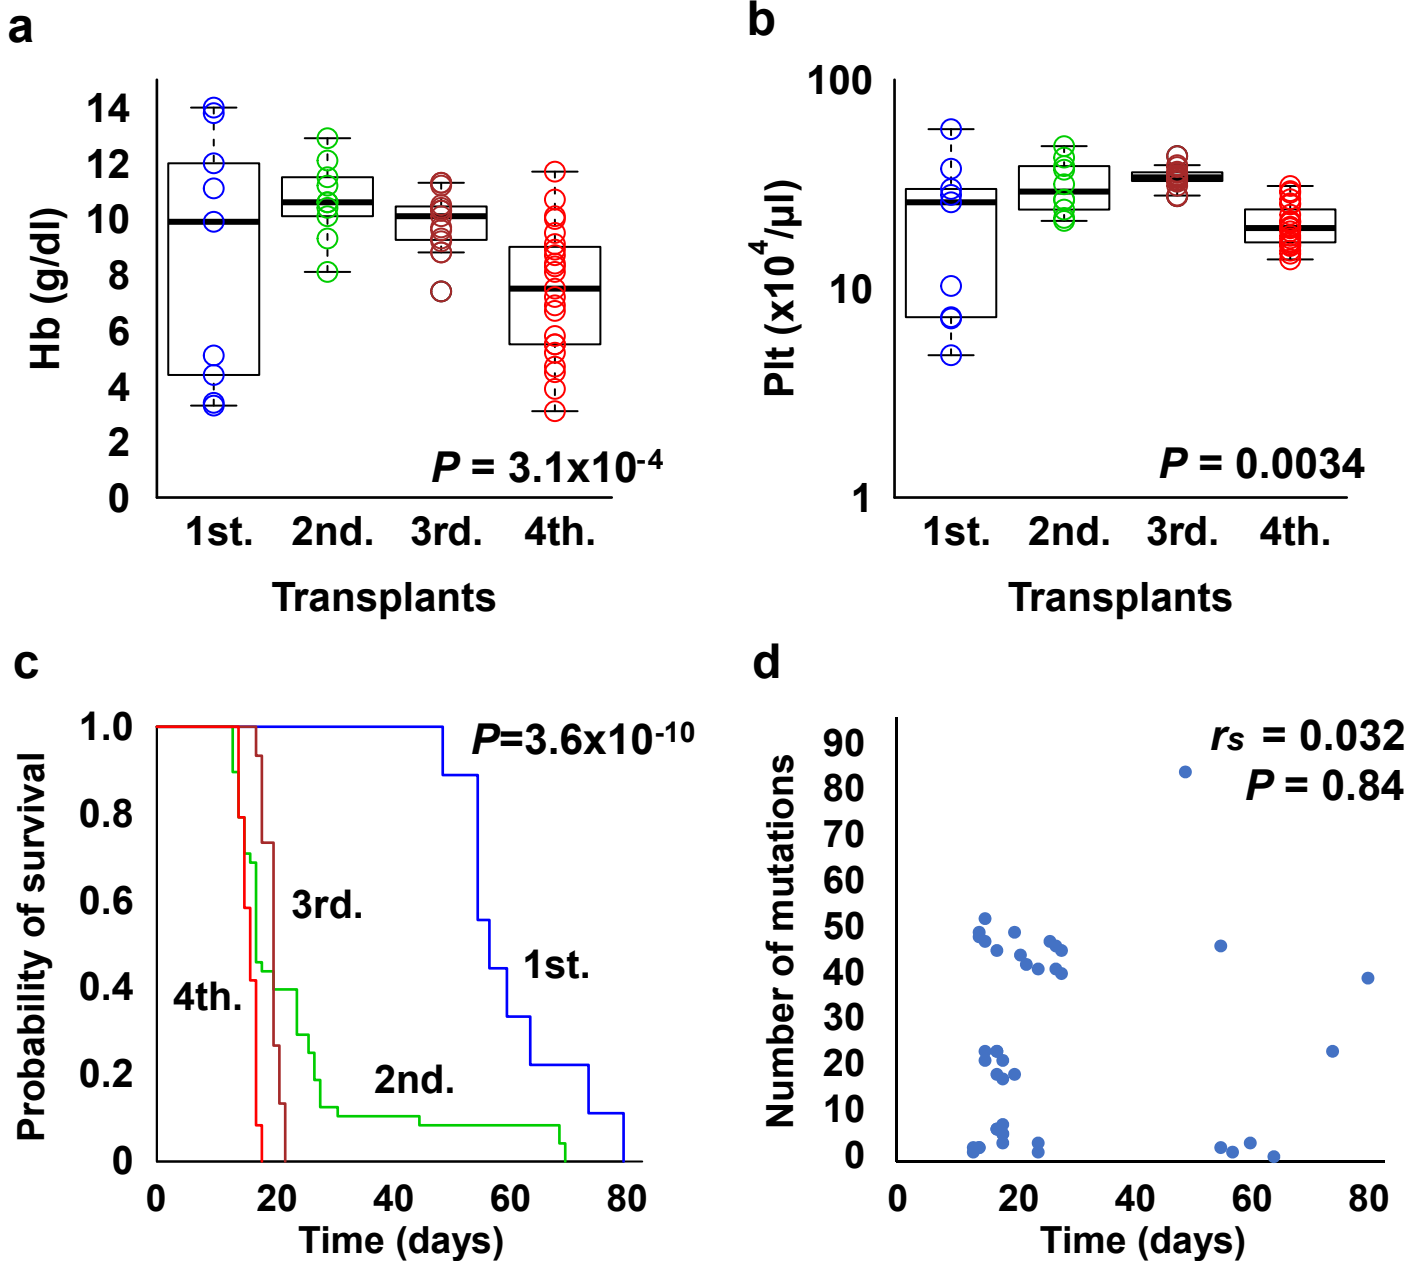 a
Hb (g/dl)
14
12
10
8
6
4
2
0
P = 3.1x10-4
1st. 2nd. 3rd. 4th.
Transplants
b
Plt (x104/μl)
100
10
1
P = 0.0034
1st. 2nd. 3rd. 4th.
Transplants
c
Probability of survival
1.0
0.8
0.6
0.4
0.2
0
P=3.6x10-10
3rd.
1st.
4th.
2nd.
0 20 40 60 80
Time (days)
d
Number of mutations
90
80
70
60
50
40
30
20
10
0
rs = 0.032
P = 0.84
0 20 40 60 80
Time (days)